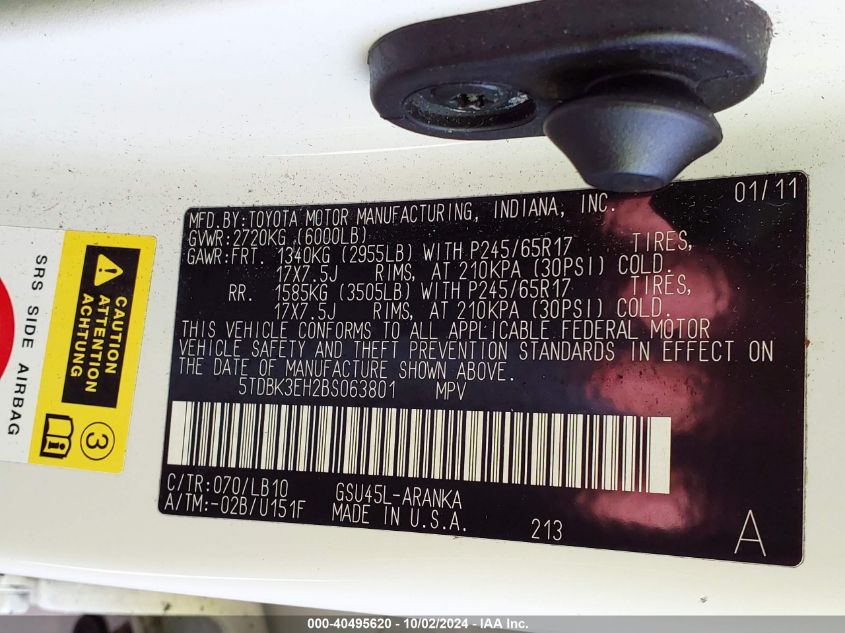 01/11
MFD.BY:TOYOTA MOTOR MANUFACTURING, INDIANA, INC.
GVWR:2720KG (6000LB)
GAWR:FRT. 1340KG (2955LB) WITH P245/65R17 TIRES,
17X7.5J RIMS, AT 210KPA (30PSI) COLD.
RR. 1585KG (3505LB) WITH P245/65R17 TIRES,
17X7.5J RIMS, AT 210KPA (30PSI) COLD.
THIS VEHICLE CONFORMS TO ALL APPLICABLE FEDERAL MOTOR
VEHICLE SAFETY AND THEFT PREVENTION STANDARDS IN EFFECT ON
THE DATE OF MANUFACTURE SHOWN ABOVE.
5TDBK3EH2BS063801 MPV
C/TR:070/LB10 GSU45L-ARANKA
A/TM:-02B/U151F MADE IN U.S.A. 213 A
SRS SIDE AIRBAG
CAUTION
ATTENTION
ACHTUNG
3
000-40495620 - 10/02/2024 - IAA Inc.